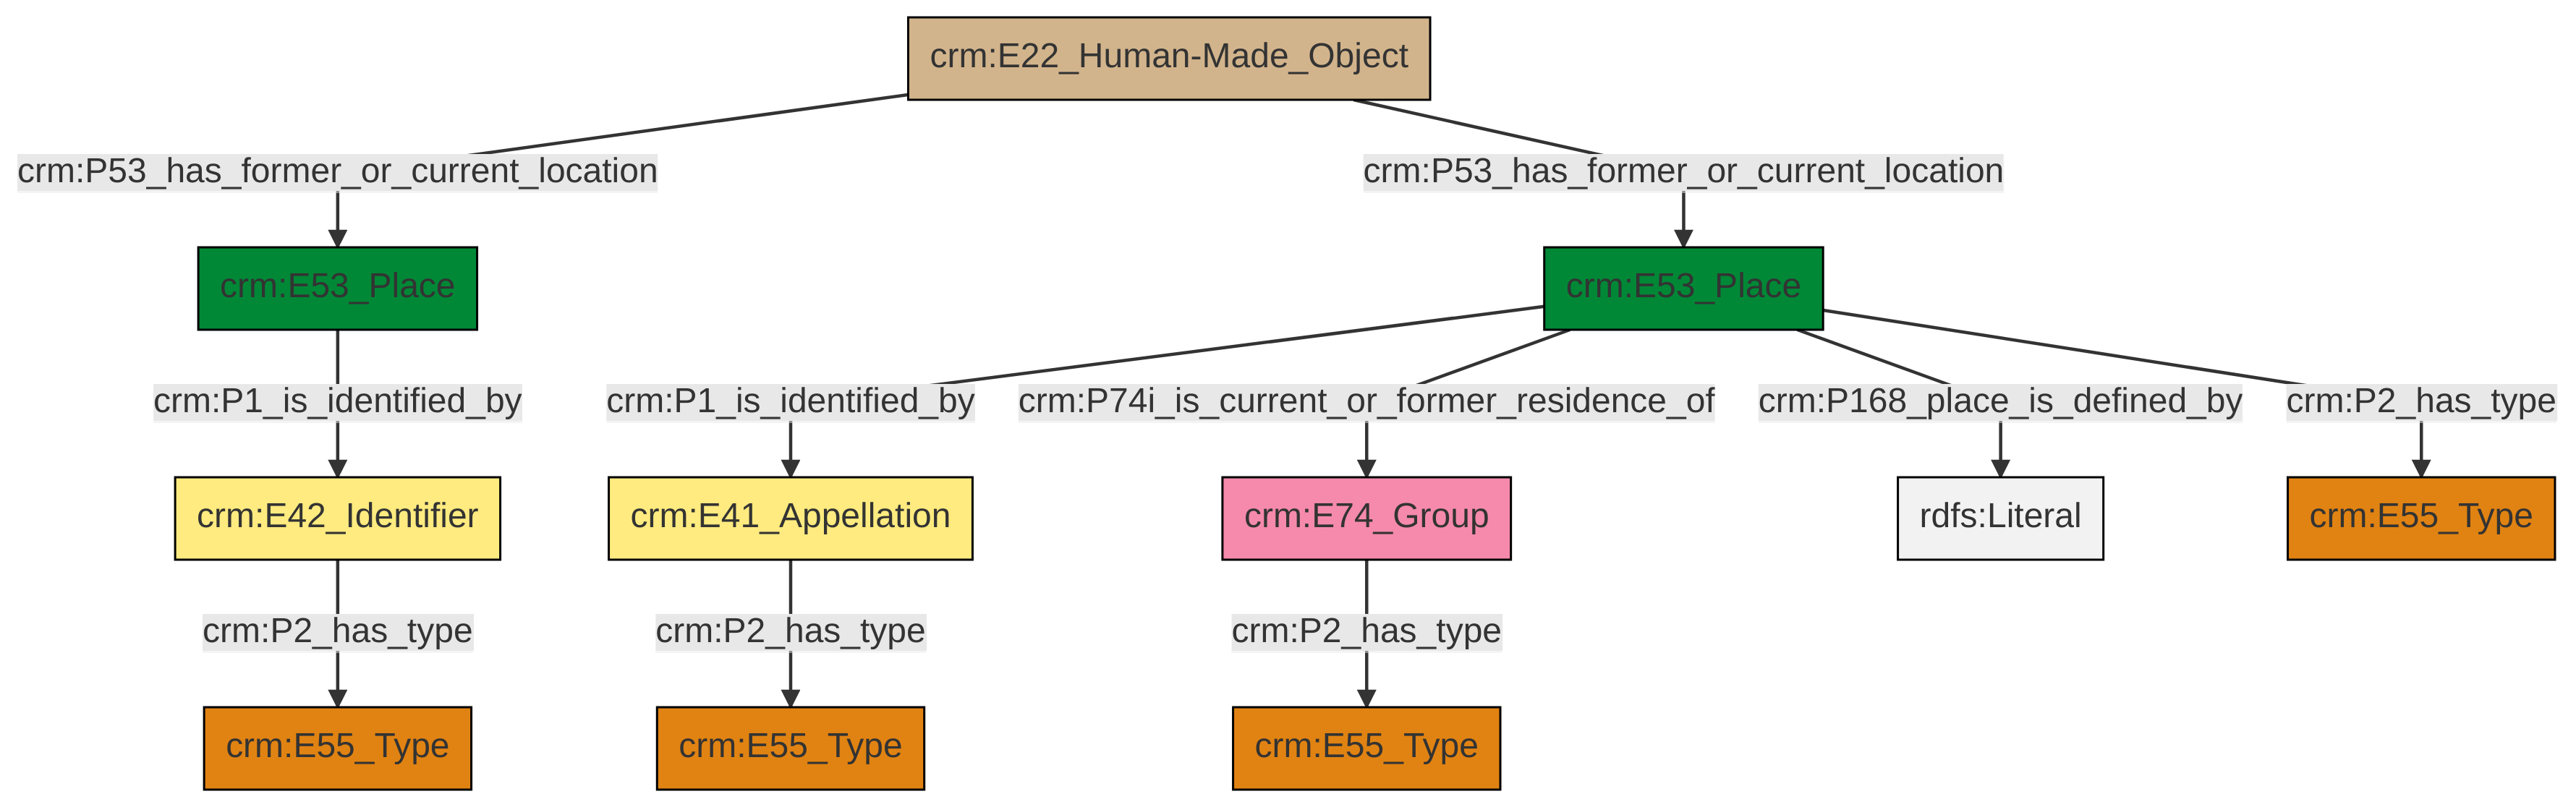 crm:E22_Human-Made_Object
crm:P53_has_former_or_current_location
crm:P53_has_former_or_current_location
crm:E53_Place
crm:E53_Place
crm:P1_is_identified_by
crm:P1_is_identified_by
crm:P74i_is_current_or_former_residence_of
crm:P168_place_is_defined_by
crm:P2_has_type
crm:E42_Identifier
crm:E41_Appellation
crm:E74_Group
rdfs:Literal
crm:E55_Type
crm:P2_has_type
crm:P2_has_type
crm:P2_has_type
crm:E55_Type
crm:E55_Type
crm:E55_Type